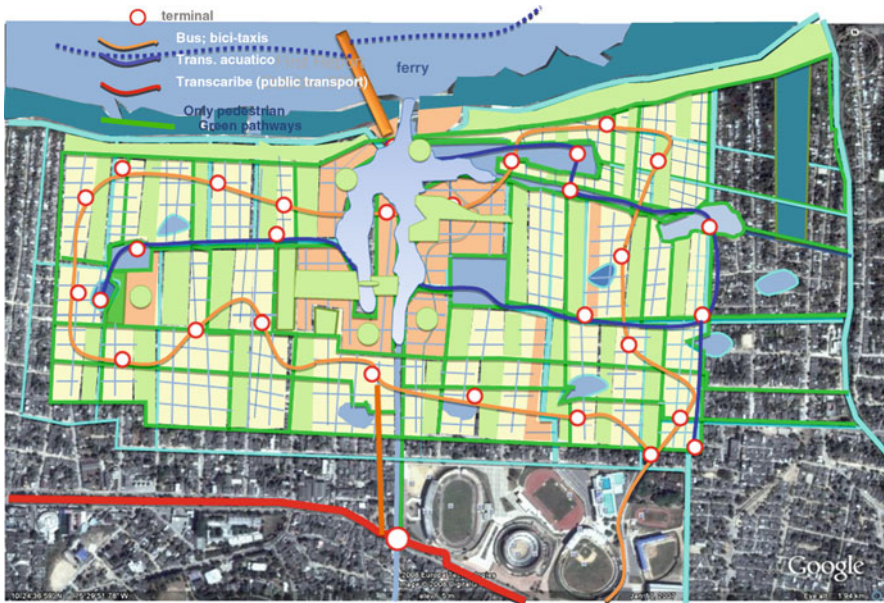 terminal
Bus; bici-taxis
Trans. acuatico
Transcaribe (public transport)
Only pedestrian
Green pathways
ferry
Google